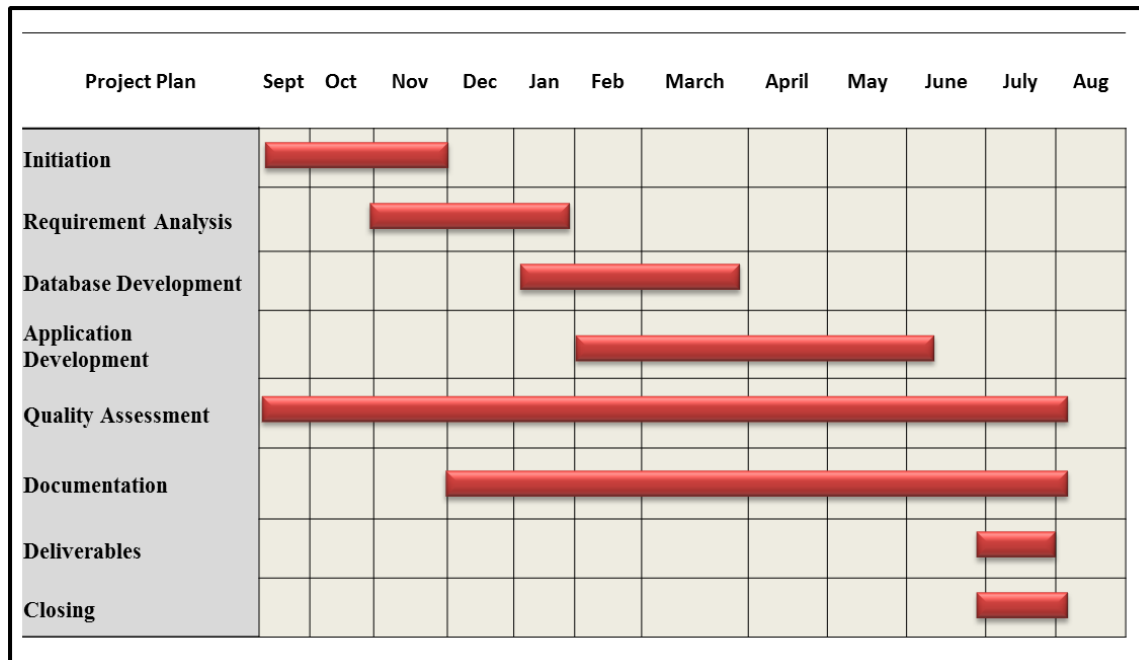 Project Plan Sept Oct Nov Dec Jan Feb March April May June July Aug
Initiation
Requirement Analysis
Database Development
Application
Development
Quality Assessment
Documentation
Deliverables
Closing